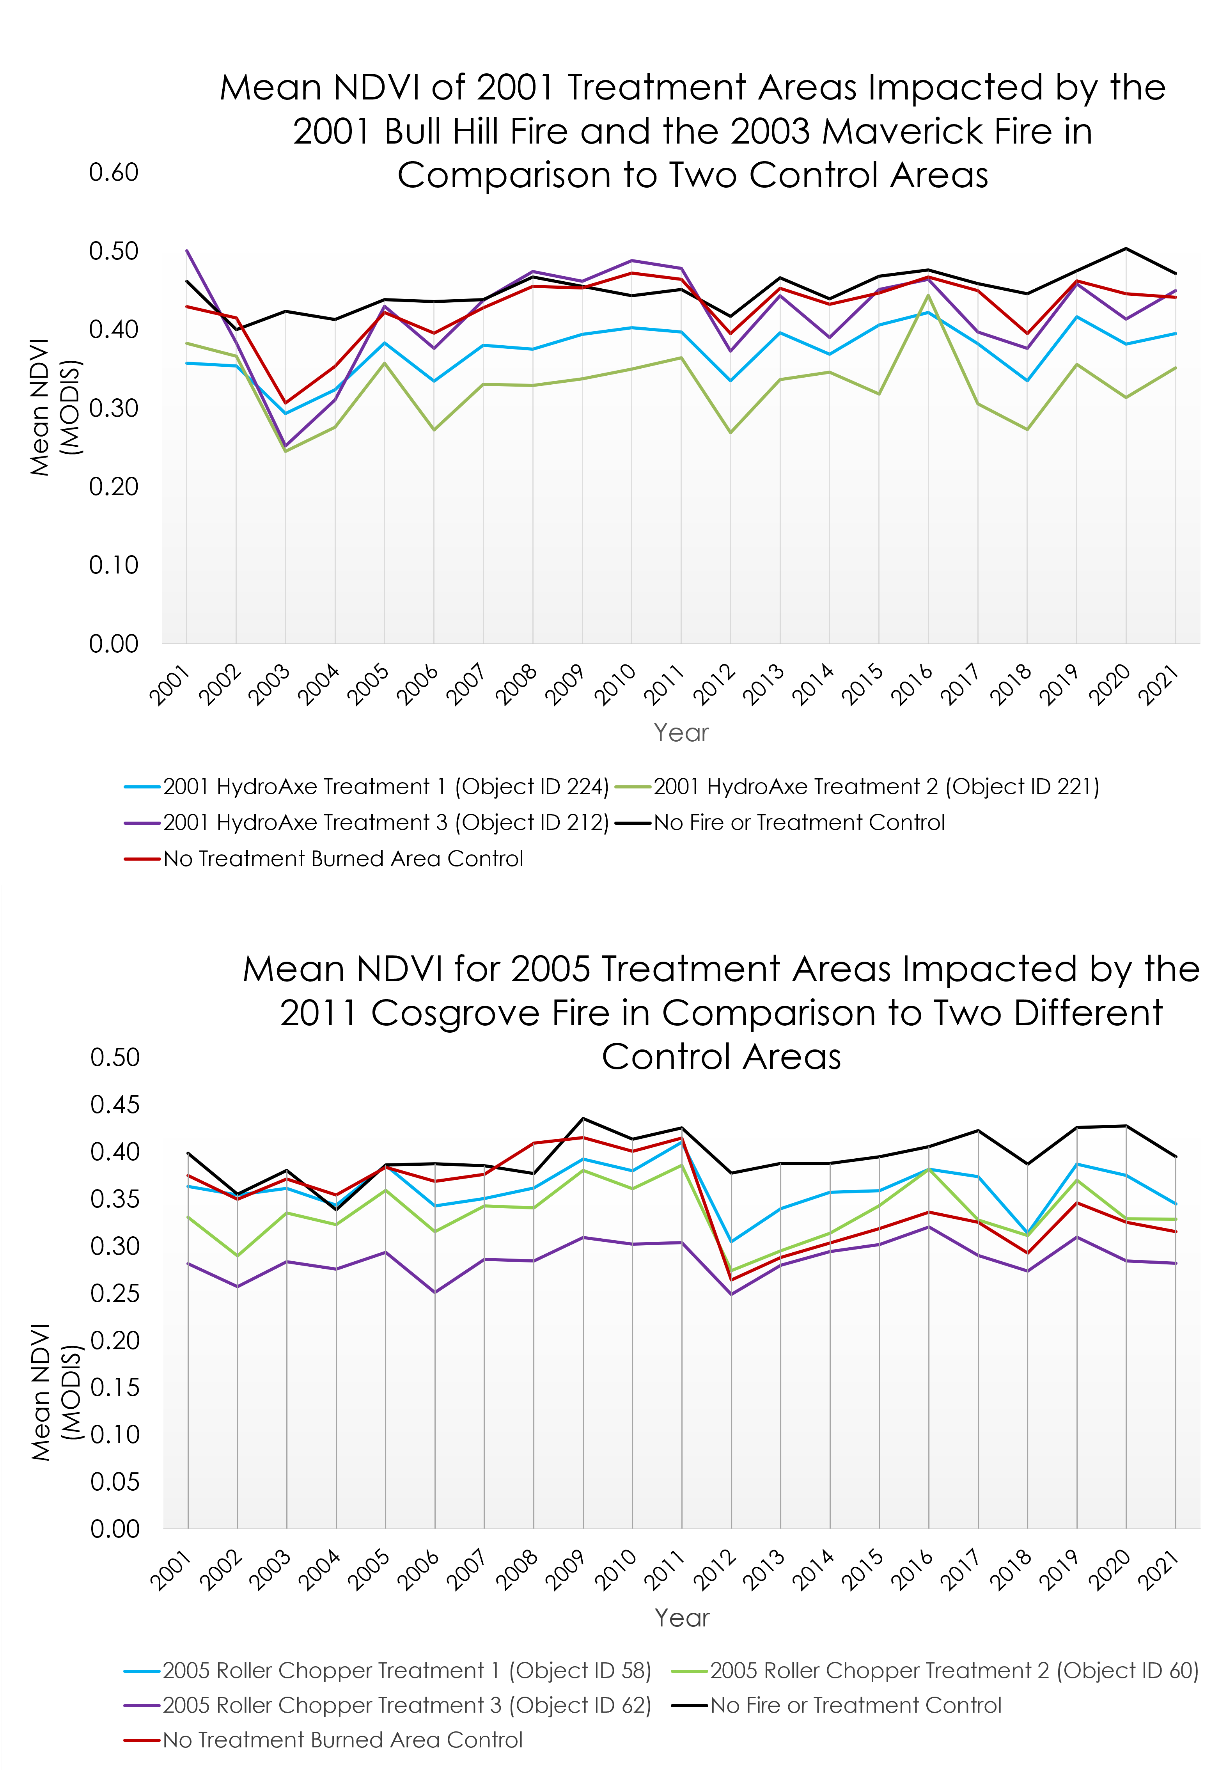 Mean NDVI of 2001 Treatment Areas Impacted by the
2001 Bull Hill Fire and the 2003 Maverick Fire in
Comparison to Two Control Areas
0.60
0.50
0.40
0.30
0.20
0.10
0.00
Mean NDVI
(MODIS)
2001 2002 2003 2004 2005 2006 2007 2008 2009 2010 2011 2012 2013 2014 2015 2016 2017 2018 2019 2020 2021
Year
2001 HydroAxe Treatment 1 (Object ID 224) 2001 HydroAxe Treatment 2 (Object ID 221)
2001 HydroAxe Treatment 3 (Object ID 212) No Fire or Treatment Control
No Treatment Burned Area Control
Mean NDVI for 2005 Treatment Areas Impacted by the
2011 Cosgrove Fire in Comparison to Two Different
Control Areas
0.50
0.45
0.40
0.35
0.30
0.25
0.20
0.15
0.10
0.05
0.00
Mean NDVI
(MODIS)
2001 2002 2003 2004 2005 2006 2007 2008 2009 2010 2011 2012 2013 2014 2015 2016 2017 2018 2019 2020 2021
Year
2005 Roller Chopper Treatment 1 (Object ID 58) 2005 Roller Chopper Treatment 2 (Object ID 60)
2005 Roller Chopper Treatment 3 (Object ID 62) No Fire or Treatment Control
No Treatment Burned Area Control